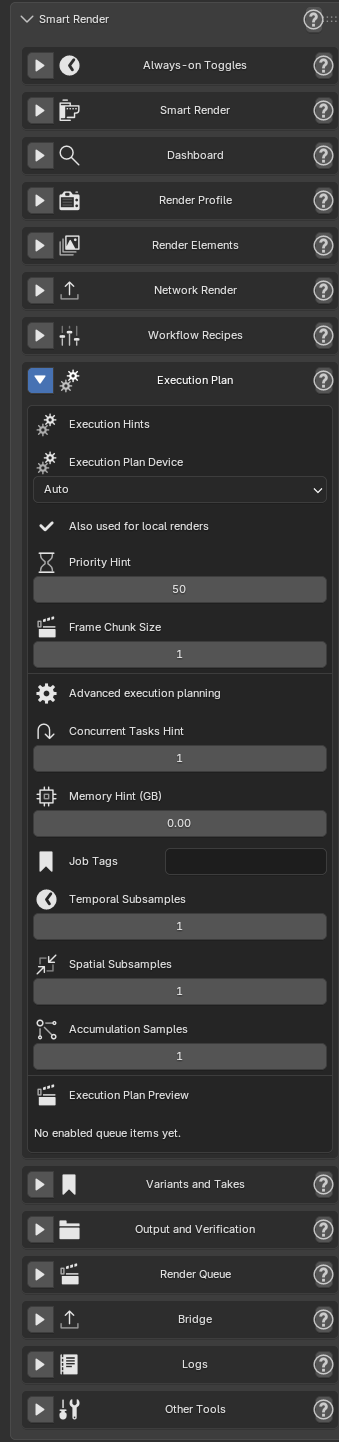 Smart Render
Always-on Toggles
Smart Render
Dashboard
Render Profile
Render Elements
Network Render
Workflow Recipes
Execution Plan
Execution Hints
Execution Plan Device
Auto
Also used for local renders
Priority Hint
50
Frame Chunk Size
1
Advanced execution planning
Concurrent Tasks Hint
1
Memory Hint (GB)
0.00
Job Tags
Temporal Subsamples
1
Spatial Subsamples
1
Accumulation Samples
1
Execution Plan Preview
No enabled queue items yet.
Variants and Takes
Output and Verification
Render Queue
Bridge
Logs
Other Tools